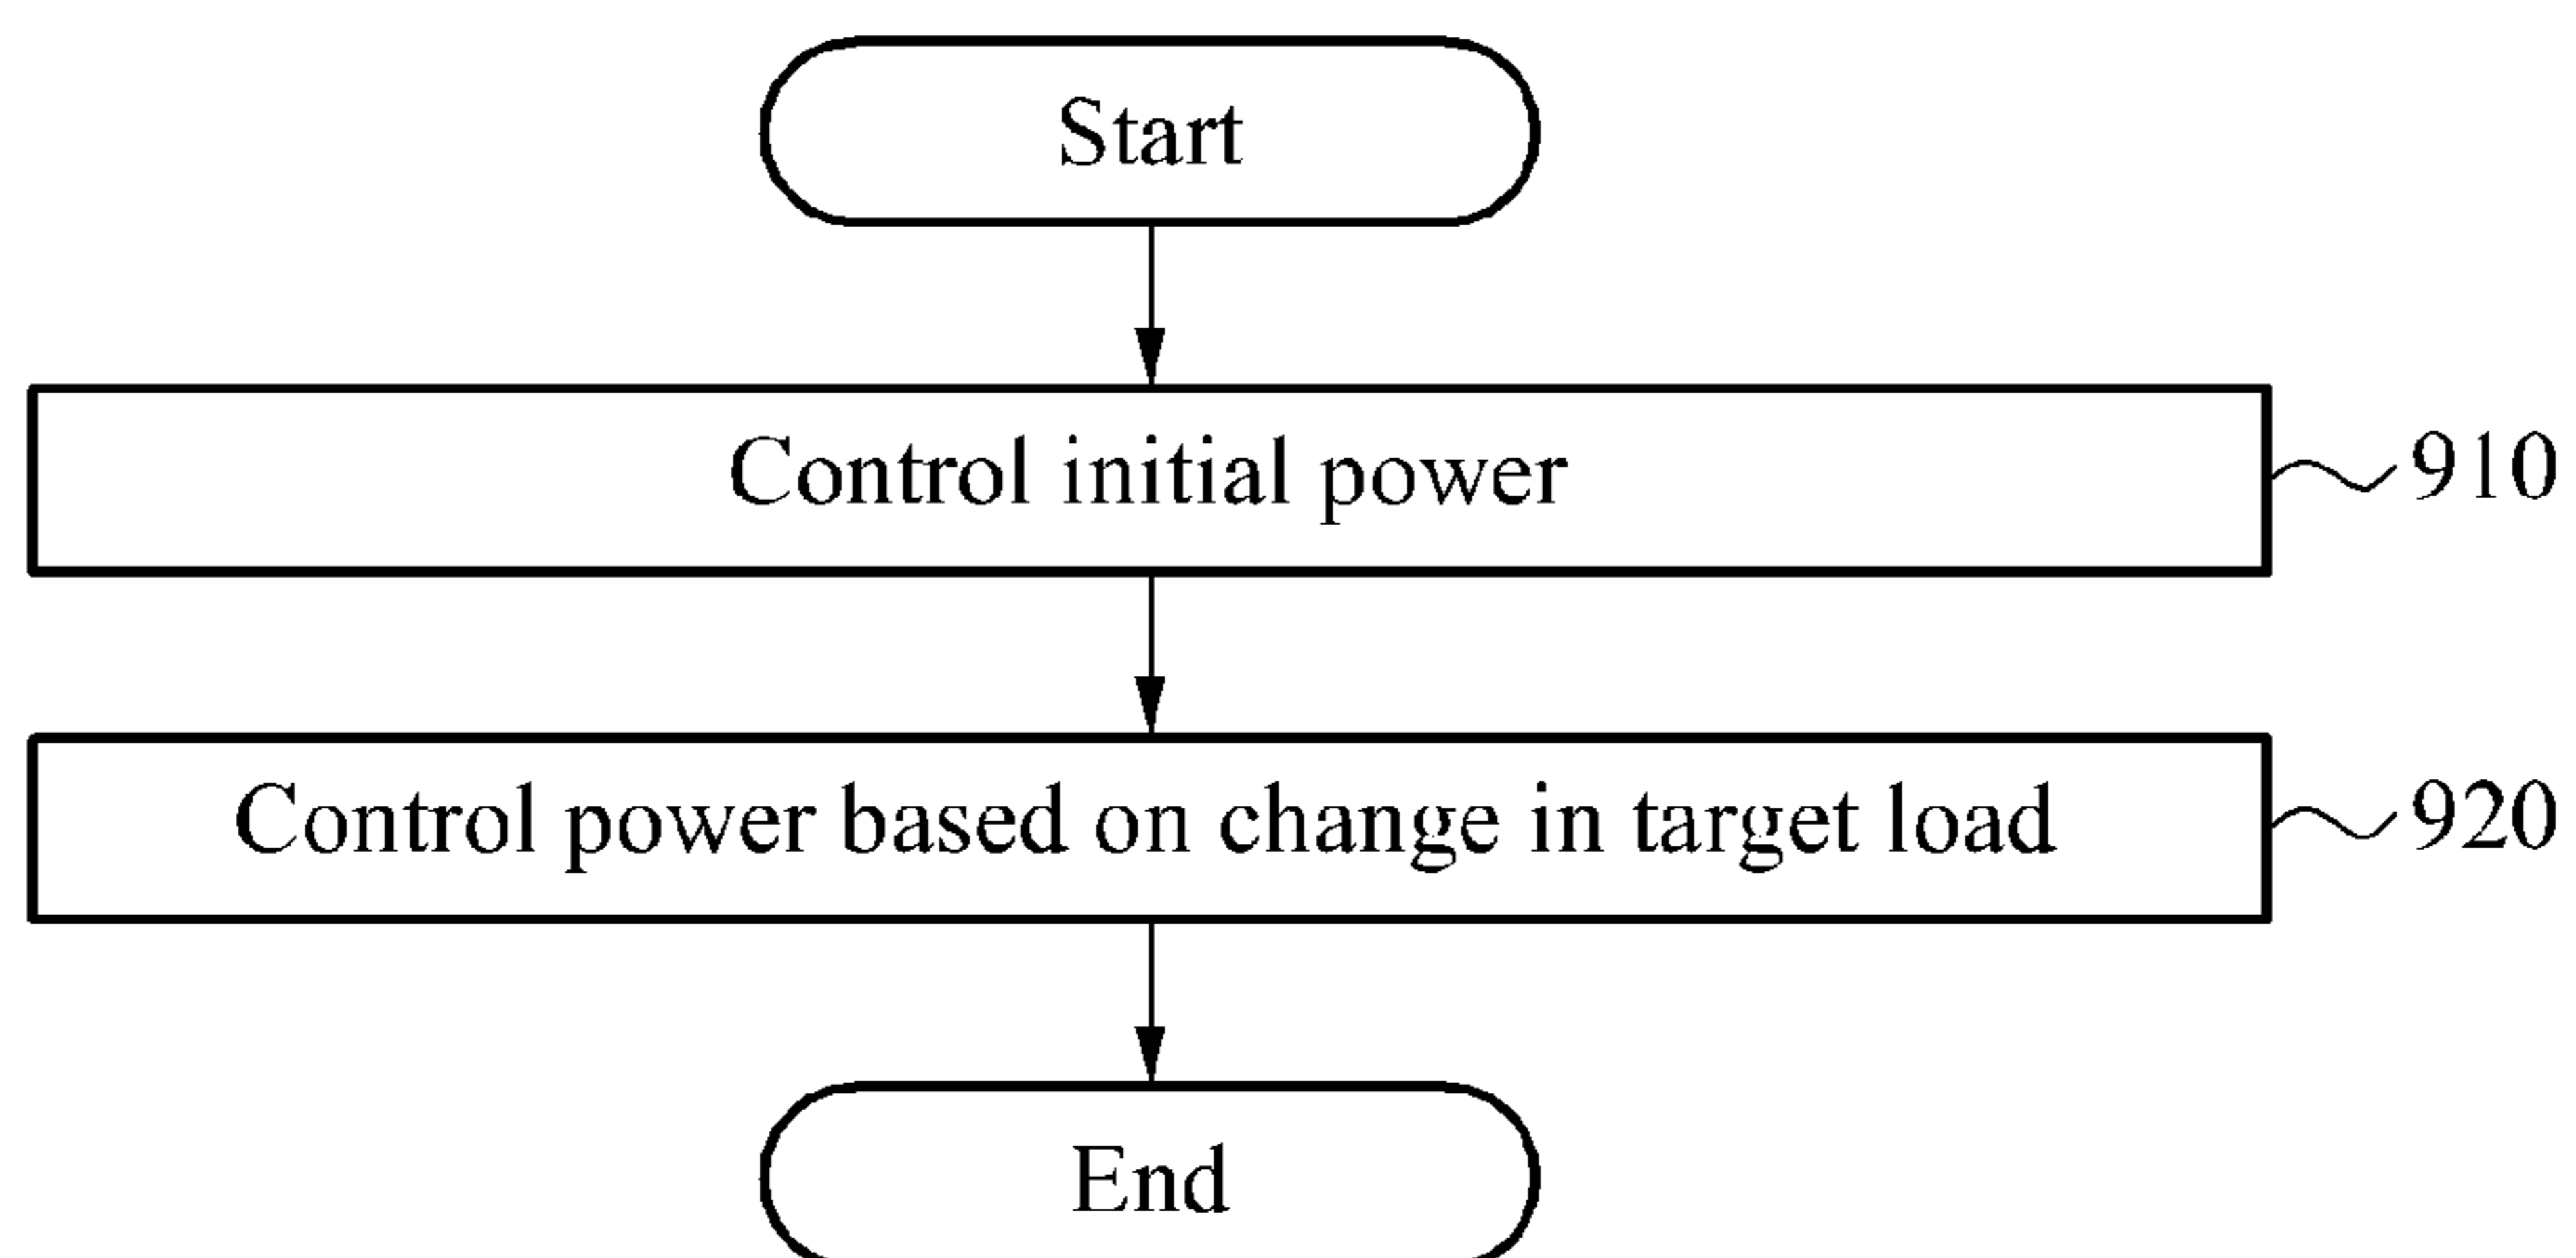 Start
Control initial power
910
Control power based on change in target load
920
End